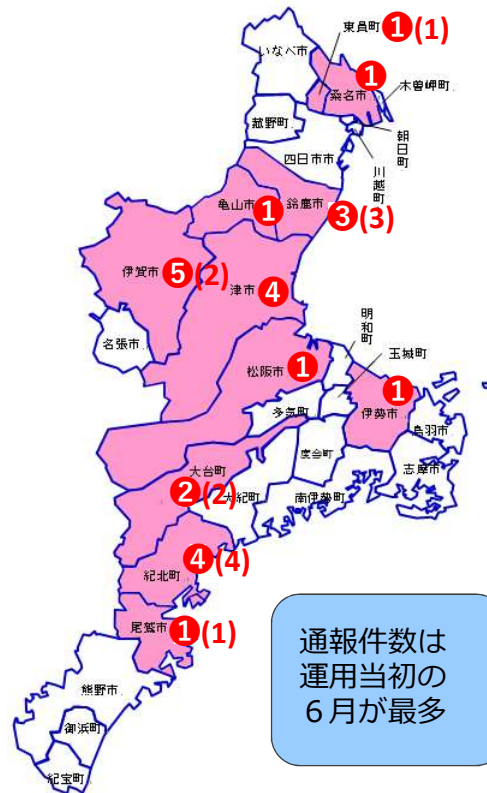 東員町 ❶(1)
いなべ市
❶
桑名市
木曽岬町
菰野町
朝日町
川越町
四日市市
亀山市 ❶ 鈴鹿市
❸(3)
伊賀市 ❺(2)
津市 ❹
名張市
明和町
玉城町
松阪市 ❶
❶
伊勢市
多気町
鳥羽市
度会町
志摩市
大台町
❷(2)
大紀町
南伊勢町
❹(4)
紀北町
尾鷲市 ❶(1)
熊野市
御浜町
紀宝町
通報件数は
運用当初の
6月が最多